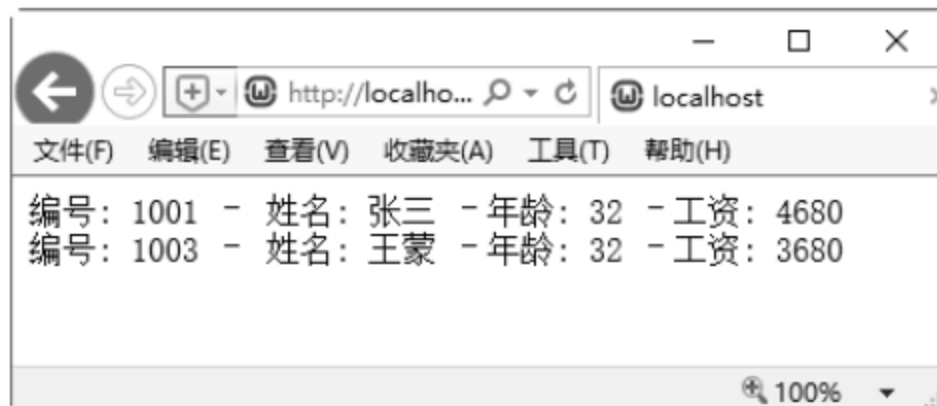 http://localho... localhost
文件(F) 编辑(E) 查看(V) 收藏夹(A) 工具(T) 帮助(H)
编号: 1001 - 姓名: 张三 -年龄: 32 -工资: 4680
编号: 1003 - 姓名: 王蒙 -年龄: 32 -工资: 3680
100%